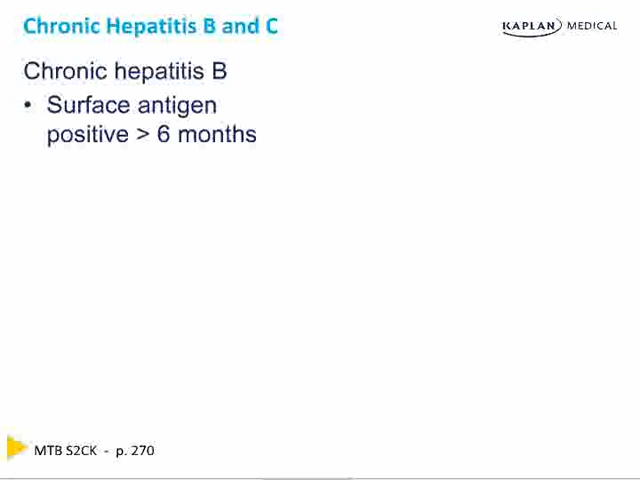 Chronic Hepatitis B and C
KAPLAN MEDICAL
Chronic hepatitis B
• Surface antigen
positive > 6 months
MTB S2CK - p. 270